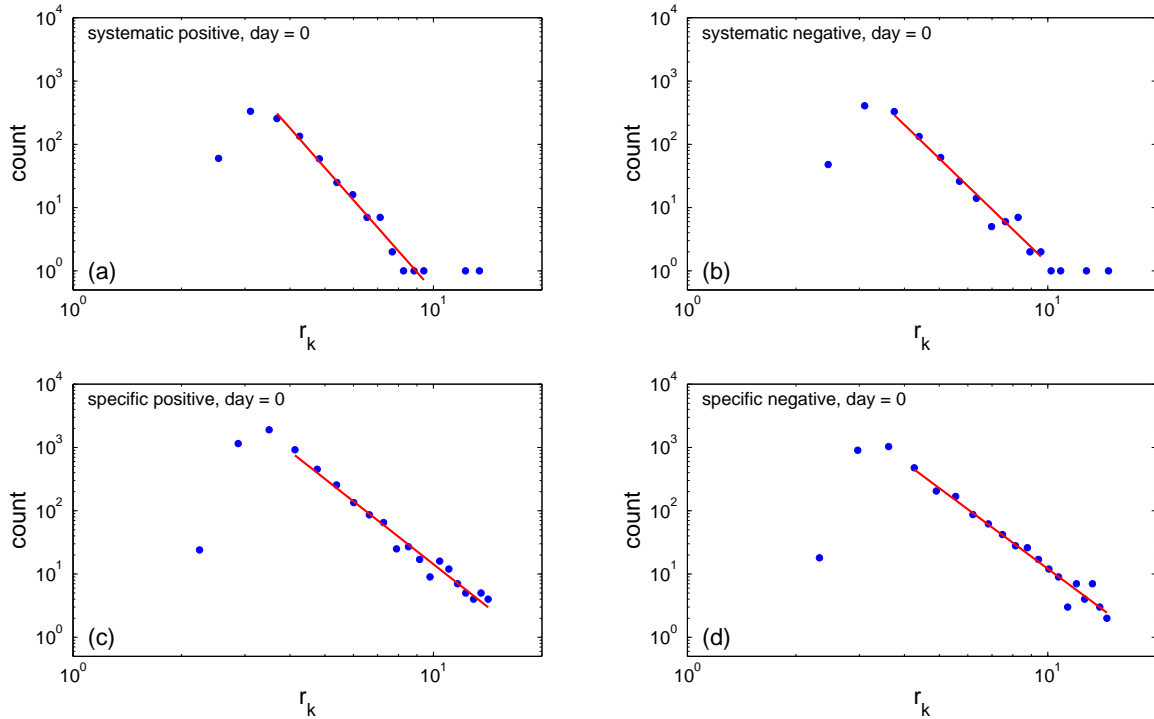 systematic positive, day = 0
10^4
10^3
10^2
10^1
10^0
count
(a)
10^0
10^1
r_k
systematic negative, day = 0
10^4
10^3
10^2
10^1
10^0
count
(b)
10^0
10^1
r_k
specific positive, day = 0
10^4
10^3
10^2
10^1
10^0
count
(c)
10^0
10^1
r_k
specific negative, day = 0
10^4
10^3
10^2
10^1
10^0
count
(d)
10^0
10^1
r_k